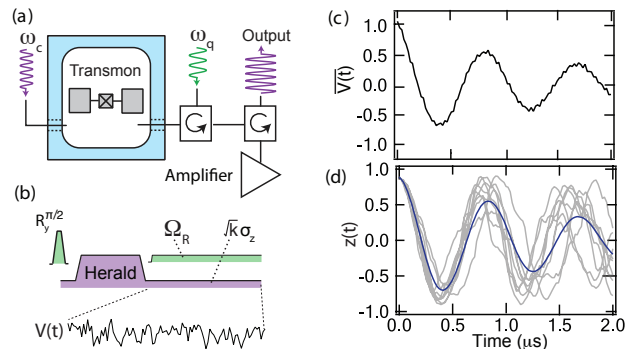 (a)
ω_c
ω_q
Output
Transmon
Amplifier
(b)
R_y^{π/2}
Ω_R
√k σ_z
Herald
V(t)
(c)
1.0
0.5
0.0
-0.5
-1.0
V̅(t)
(d)
1.0
0.5
0.0
-0.5
-1.0
z(t)
0.0 0.5 1.0 1.5 2.0
Time (μs)